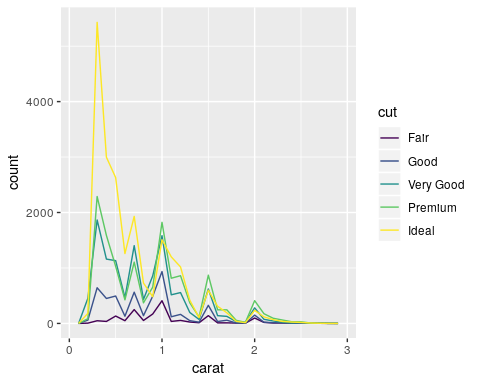 4000
2000
0
0
1
2
3
carat
count
cut
Fair
Good
Very Good
Premium
Ideal